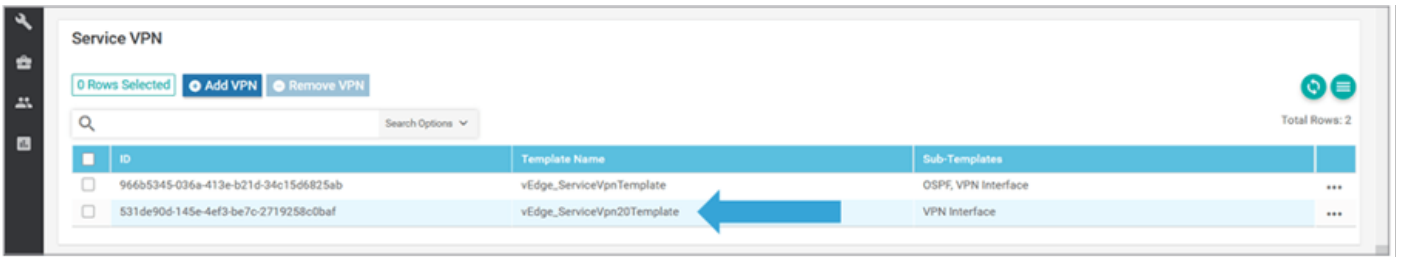 Service VPN
0 Rows Selected Add VPN Remove VPN
Search Options
Total Rows: 2
ID Template Name Sub-Templates
966b5345-036a-413e-b21d-34c15d6825ab vEdge_ServiceVpnTemplate OSPF, VPN Interface
531de90d-145e-4ef3-be7c-2719258c0baf vEdge_ServiceVpn20Template VPN Interface